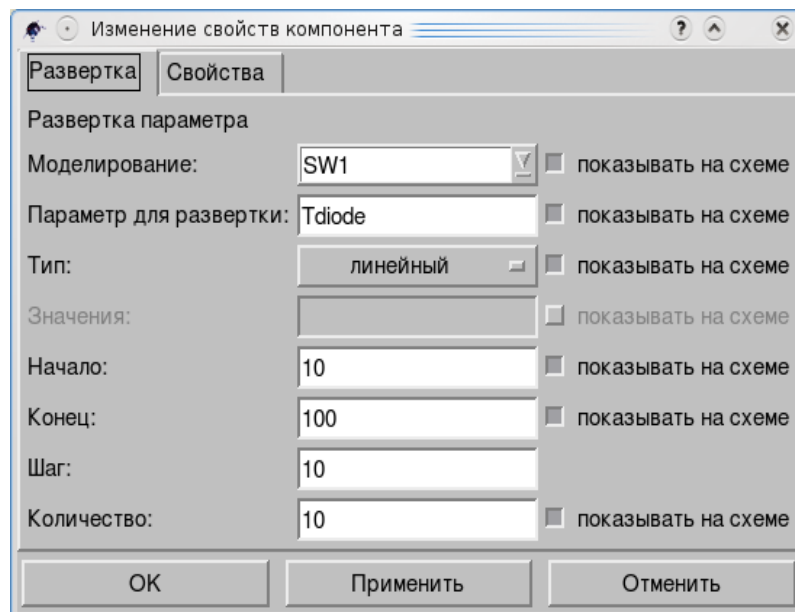 Изменение свойств компонента
Развертка Свойства
Развертка параметра
Моделирование: SW1 показывать на схеме
Параметр для развертки: Tdiode показывать на схеме
Тип: линейный показывать на схеме
Значения: показывать на схеме
Начало: 10 показывать на схеме
Конец: 100 показывать на схеме
Шаг: 10
Количество: 10 показывать на схеме
OK Применить Отменить